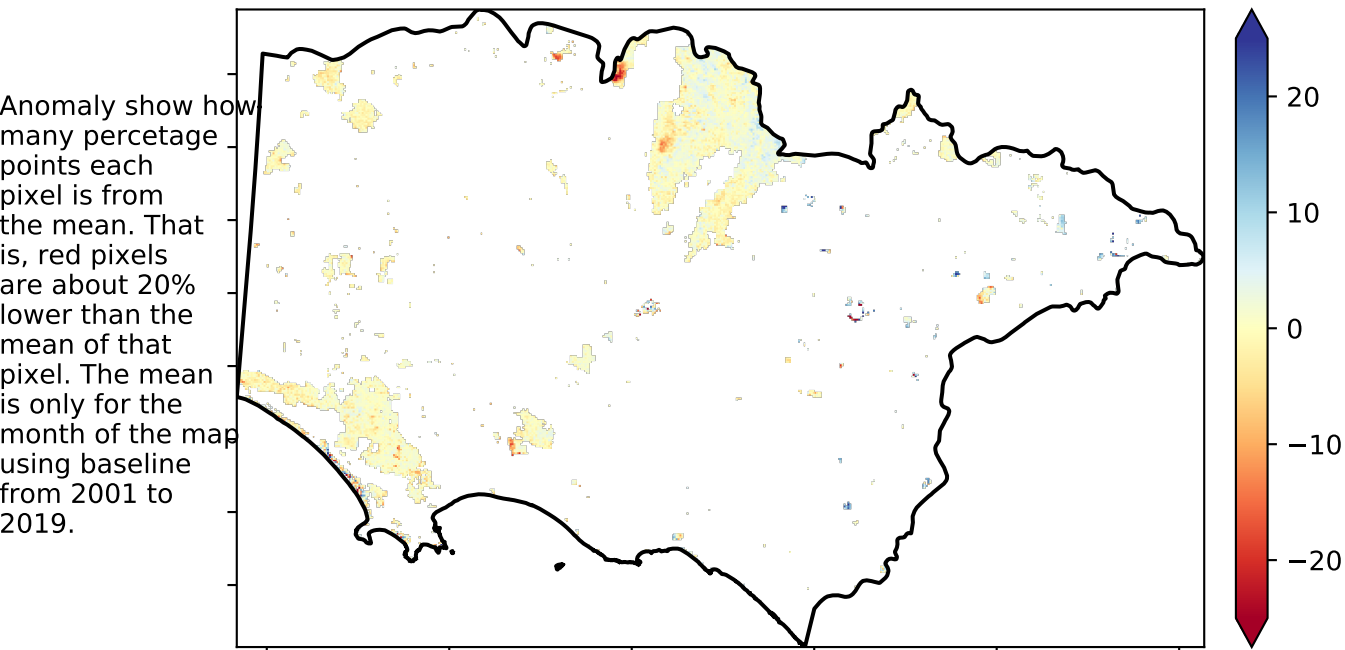 Anomaly show how
many percetage
points each
pixel is from
the mean. That
is, red pixels
are about 20%
lower than the
mean of that
pixel. The mean
is only for the
month of the map
using baseline
from 2001 to
2019.
20
10
0
−10
−20